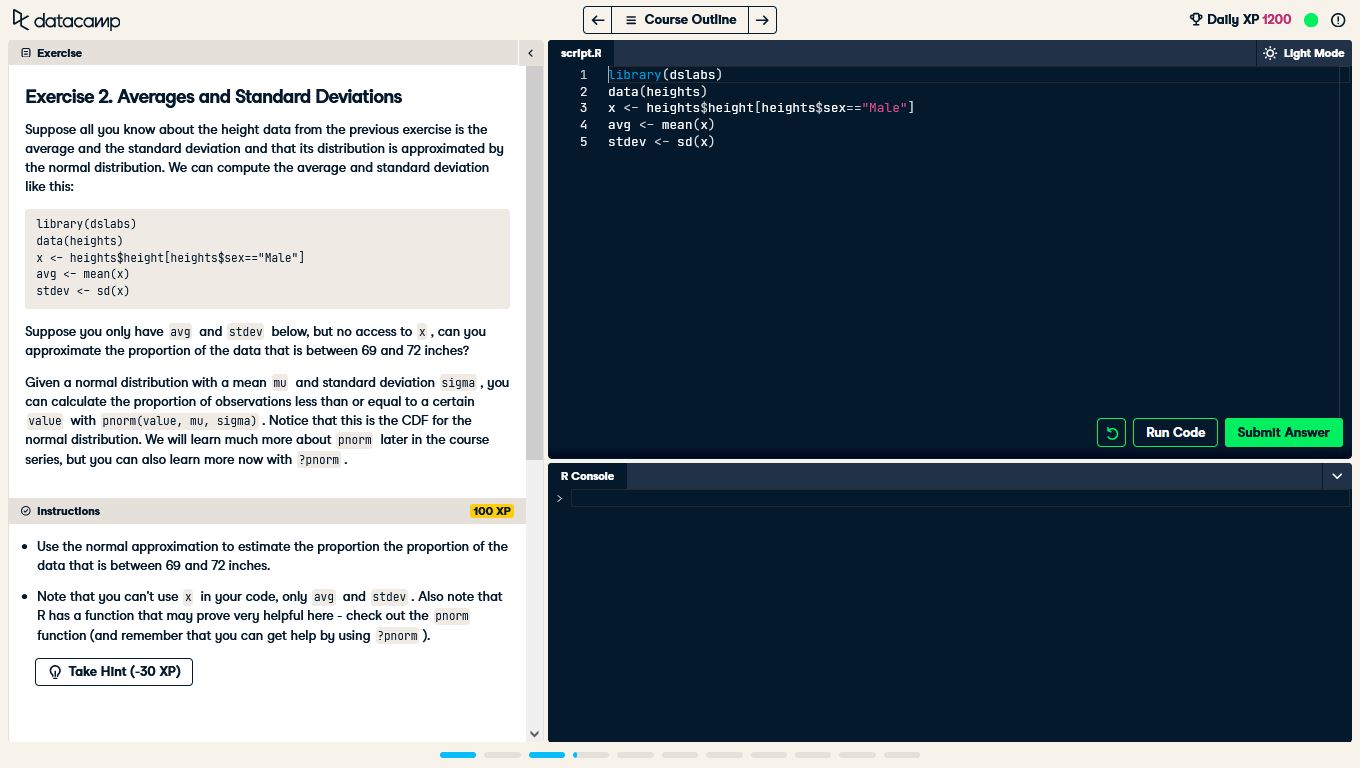 datacamp
Course Outline
Daily XP 1200
Exercise
Exercise 2. Averages and Standard Deviations
Suppose all you know about the height data from the previous exercise is the
average and the standard deviation and that its distribution is approximated by
the normal distribution. We can compute the average and standard deviation
like this:
library(dslabs)
data(heights)
x <- heights$height[heights$sex=="Male"]
avg <- mean(x)
stdev <- sd(x)
Suppose you only have avg and stdev below, but no access to x, can you
approximate the proportion of the data that is between 69 and 72 inches?
Given a normal distribution with a mean mu and standard deviation sigma, you
can calculate the proportion of observations less than or equal to a certain
value with pnorm(value, mu, sigma). Notice that this is the CDF for the
normal distribution. We will learn much more about pnorm later in the course
series, but you can also learn more now with ?pnorm.
Instructions
100 XP
• Use the normal approximation to estimate the proportion the proportion of the
data that is between 69 and 72 inches.
• Note that you can't use x in your code, only avg and stdev. Also note that
R has a function that may prove very helpful here - check out the pnorm
function (and remember that you can get help by using ?pnorm).
Take Hint (-30 XP)
script.R
Light Mode
1 library(dslabs)
2 data(heights)
3 x <- heights$height[heights$sex=="Male"]
4 avg <- mean(x)
5 stdev <- sd(x)
Run Code
Submit Answer
R Console
>